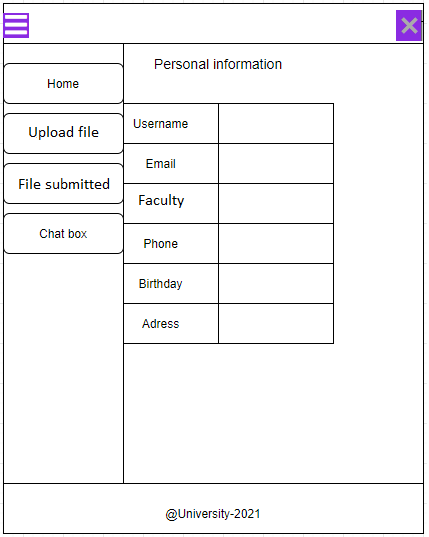 Personal information
Home
Upload file
File submitted
Chat box
Username
Email
Faculty
Phone
Birthday
Adress
@University-2021